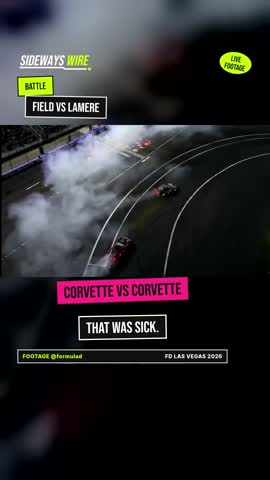 SIDEWAYS WIRE.
LIVE FOOTAGE
BATTLE
FIELD VS LAMERE
CORVETTE VS CORVETTE
THAT WAS SICK.
FOOTAGE @formulad
FD LAS VEGAS 2026